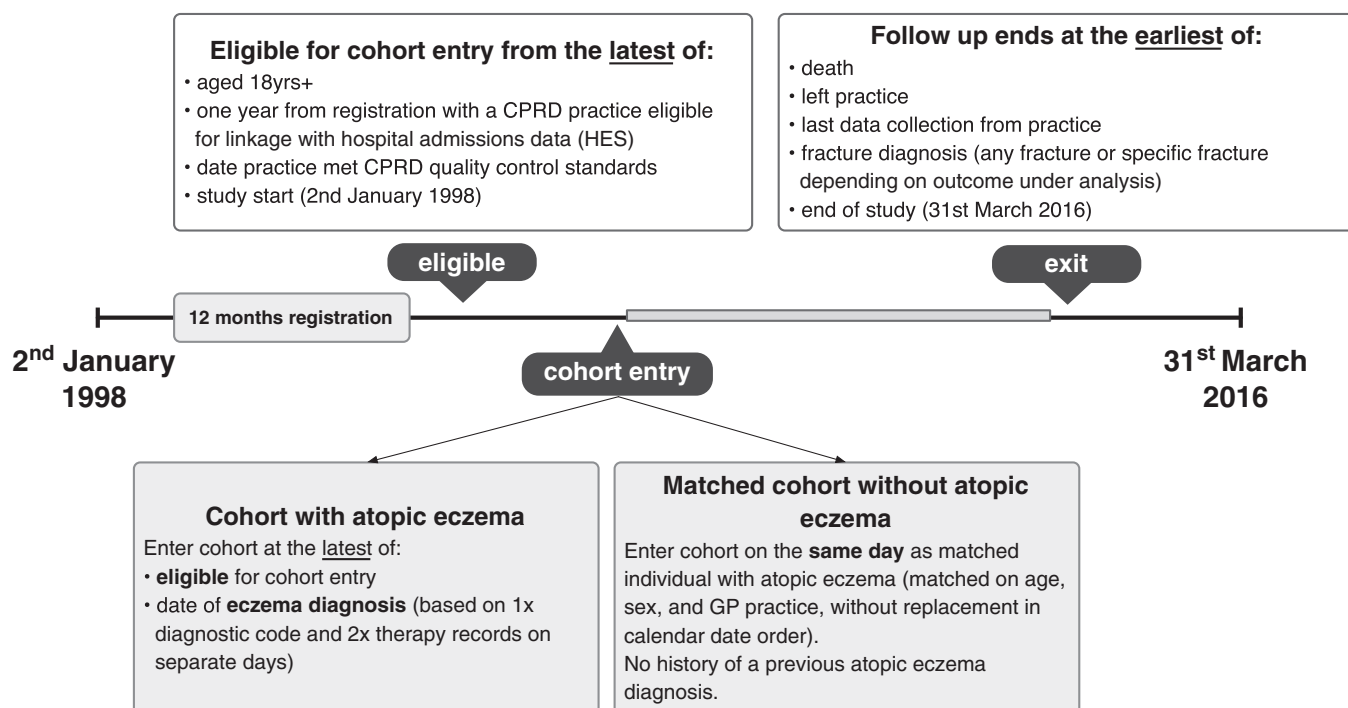 Eligible for cohort entry from the latest of:
• aged 18yrs+
• one year from registration with a CPRD practice eligible
for linkage with hospital admissions data (HES)
• date practice met CPRD quality control standards
• study start (2nd January 1998)
Follow up ends at the earliest of:
• death
• left practice
• last data collection from practice
• fracture diagnosis (any fracture or specific fracture
depending on outcome under analysis)
• end of study (31st March 2016)
eligible
exit
12 months registration
2nd January
1998
cohort entry
31st March
2016
Cohort with atopic eczema
Enter cohort at the latest of:
• eligible for cohort entry
• date of eczema diagnosis (based on 1x
diagnostic code and 2x therapy records on
separate days)
Matched cohort without atopic
eczema
Enter cohort on the same day as matched
individual with atopic eczema (matched on age,
sex, and GP practice, without replacement in
calendar date order).
No history of a previous atopic eczema
diagnosis.